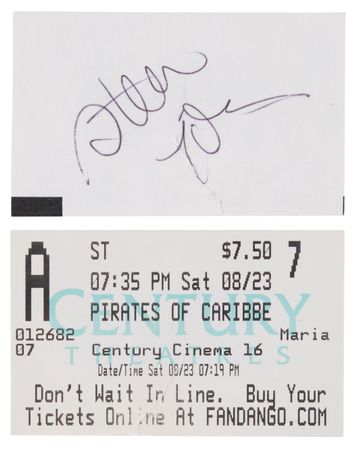 A ST $7.50 7
07:35 PM Sat 08/23
PIRATES OF CARIBBE
CENTURY THEATRES
012682 Maria
07 Century Cinema 16
Date/Time Sat 08/23 07:19 PM
Don't Wait In Line. Buy Your
Tickets Online At FANDANGO.COM